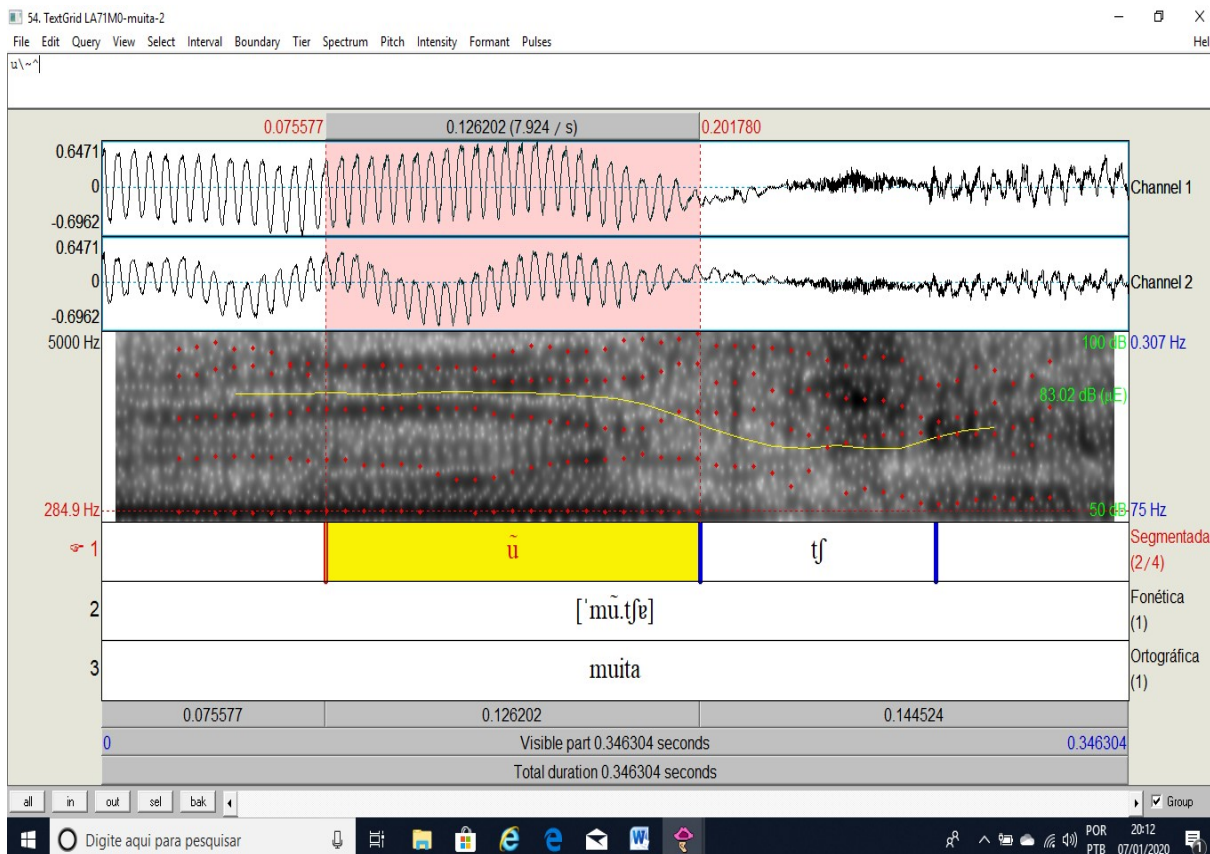 54. TextGrid LA71M0-muita-2
File Edit Query View Select Interval Boundary Tier Spectrum Pitch Intensity Formant Pulses Hel
u\~^
0.075577 0.126202 (7.924 / s) 0.201780
0.6471
0
-0.6962
Channel 1
0.6471
0
-0.6962
Channel 2
5000 Hz 100 dB 0.307 Hz
83.02 dB (µE)
284.9 Hz 50 dB 75 Hz
1 ũ tʃ Segmentada
(2/4)
2 [ˈmũ.tʃɐ] Fonética
(1)
3 muita Ortográfica
(1)
0.075577 0.126202 0.144524
0 Visible part 0.346304 seconds 0.346304
Total duration 0.346304 seconds
all in out sel bak Group
Digite aqui para pesquisar POR 20:12
PTB 07/01/2020